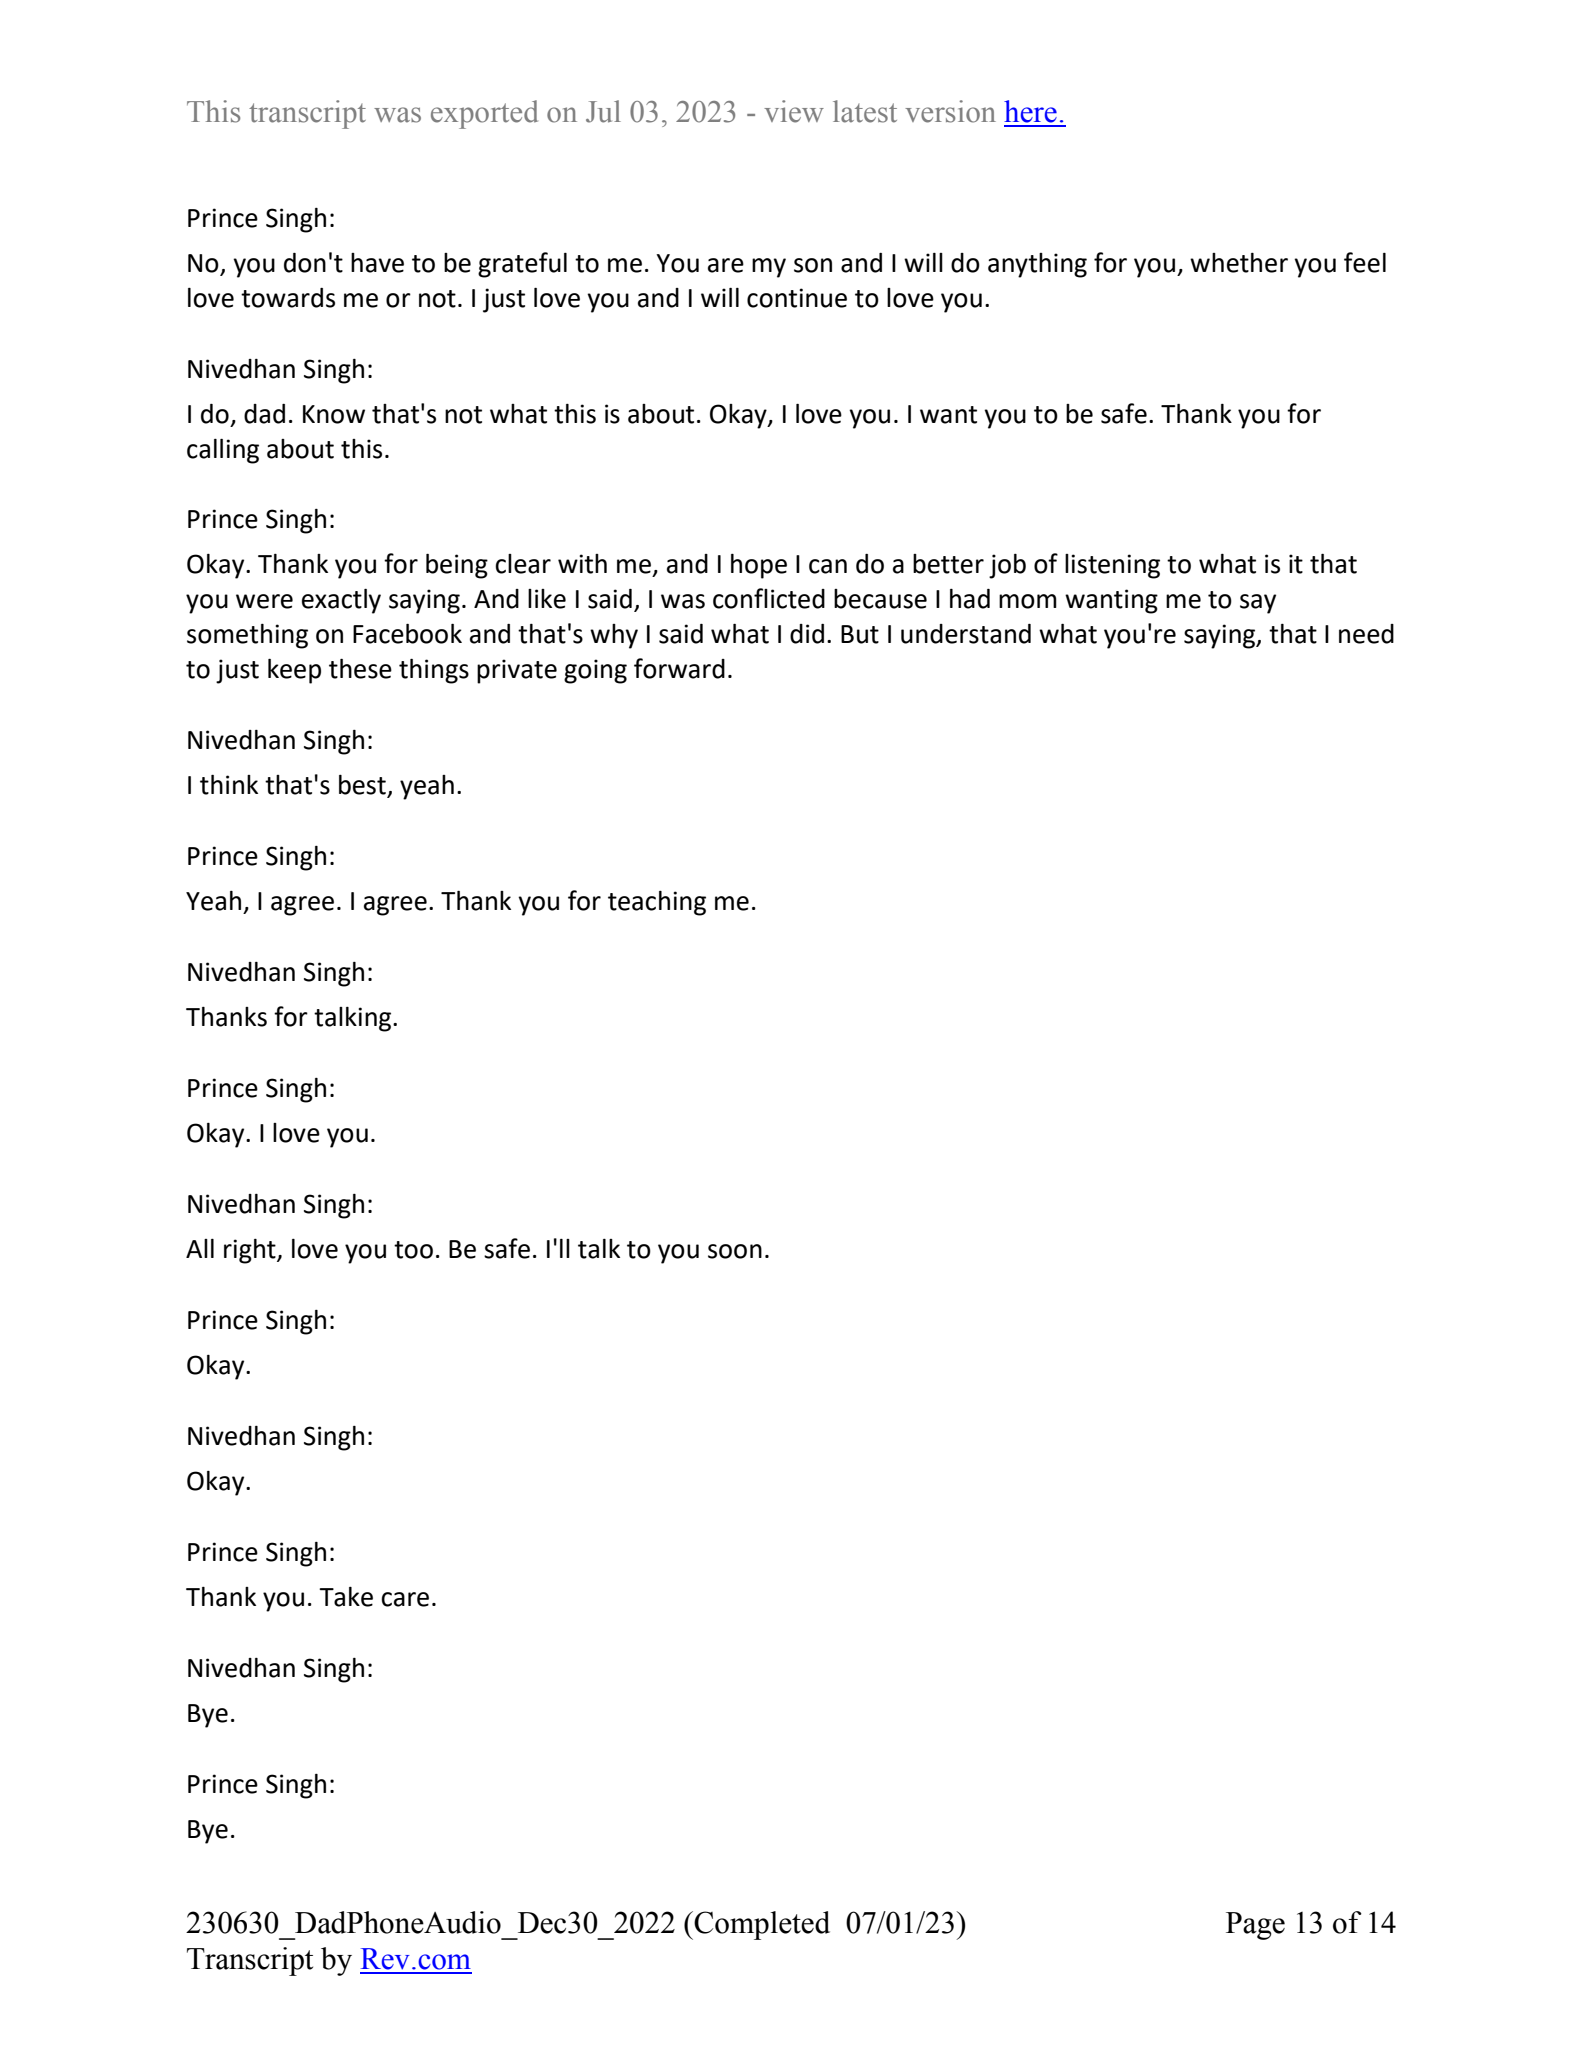 This transcript was exported on Jul 03, 2023 - view latest version here.
Prince Singh:
No, you don't have to be grateful to me. You are my son and I will do anything for you, whether you feel
love towards me or not. I just love you and I will continue to love you.
Nivedhan Singh:
I do, dad. Know that's not what this is about. Okay, I love you. I want you to be safe. Thank you for
calling about this.
Prince Singh:
Okay. Thank you for being clear with me, and I hope I can do a better job of listening to what is it that
you were exactly saying. And like I said, I was conflicted because I had mom wanting me to say
something on Facebook and that's why I said what I did. But I understand what you're saying, that I need
to just keep these things private going forward.
Nivedhan Singh:
I think that's best, yeah.
Prince Singh:
Yeah, I agree. I agree. Thank you for teaching me.
Nivedhan Singh:
Thanks for talking.
Prince Singh:
Okay. I love you.
Nivedhan Singh:
All right, love you too. Be safe. I'll talk to you soon.
Prince Singh:
Okay.
Nivedhan Singh:
Okay.
Prince Singh:
Thank you. Take care.
Nivedhan Singh:
Bye.
Prince Singh:
Bye.
230630_DadPhoneAudio_Dec30_2022 (Completed 07/01/23) Page 13 of 14
Transcript by Rev.com